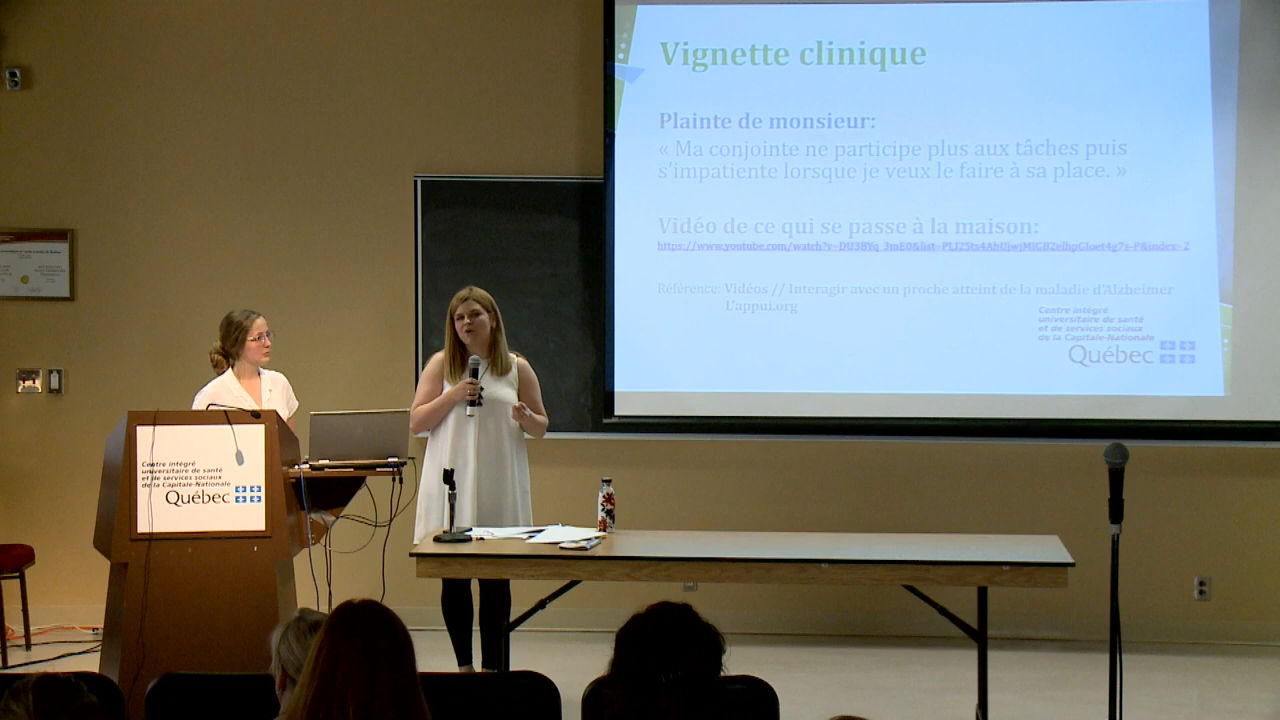 Vignette clinique
Plainte de monsieur:
« Ma conjointe ne participe plus aux tâches puis
s'impatiente lorsque je veux le faire à sa place. »
Vidéo de ce qui se passe à la maison:
Référence: Vidéos // Interagir avec un proche atteint de la maladie d'Alzheimer
L'appui.org
Centre intégré
universitaire de santé
et de services sociaux
de la Capitale-Nationale
Québec
Centre intégré
universitaire de santé
et de services sociaux
de la Capitale-Nationale
Québec